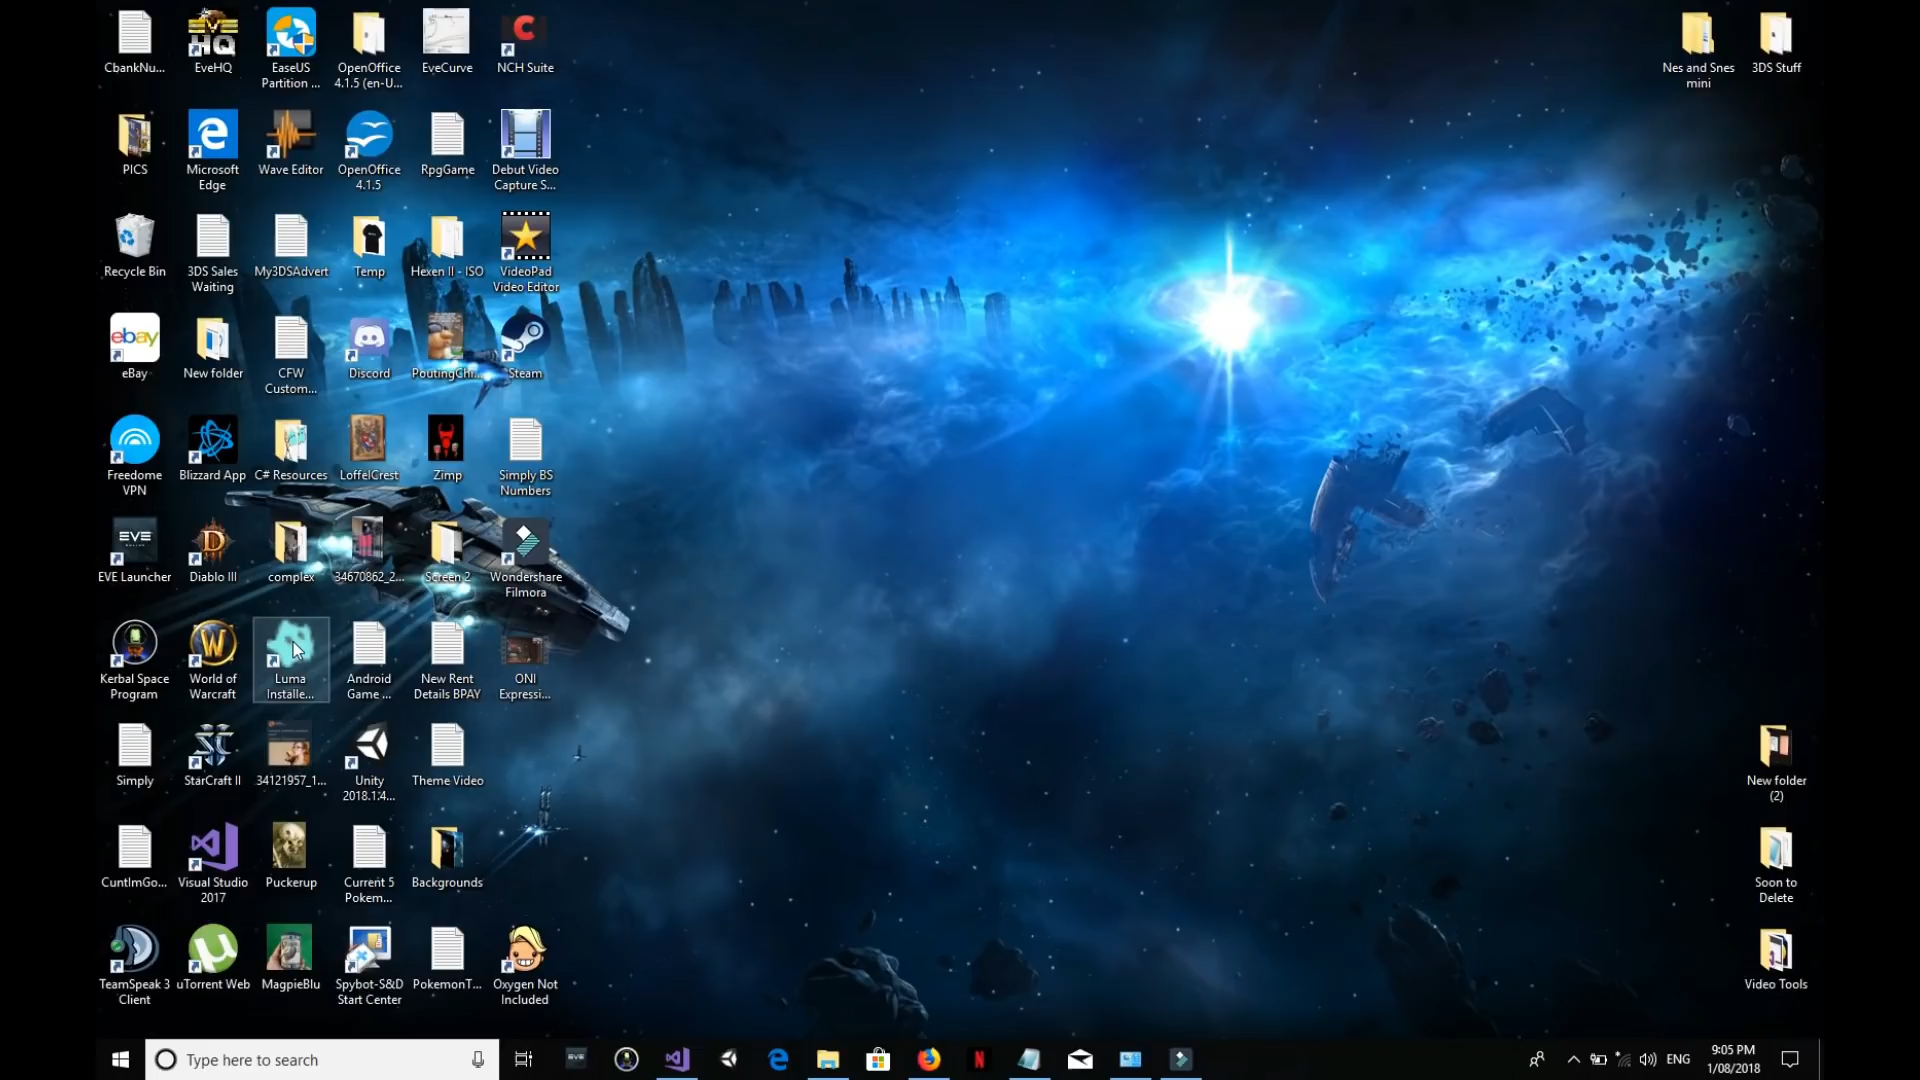 CbankNu...
EveHQ
EaseUS
Partition ...
OpenOffice
4.1.5 (en-U...
EveCurve
NCH Suite
Nes and Snes
mini
3DS Stuff
PICS
Microsoft
Edge
Wave Editor
OpenOffice
4.1.5
RpgGame
Debut Video
Capture S...
Recycle Bin
3DS Sales
Waiting
My3DSAdvert
Temp
Hexen II - ISO
VideoPad
Video Editor
ebay
eBay
New folder
CFW
Custom...
Discord
PoutingChi...
Steam
Freedome
VPN
Blizzard App
C# Resources
LoffelCrest
Zimp
Simply BS
Numbers
EVE
EVE Launcher
Diablo III
complex
34670862_2...
Screen 2
Wondershare
Filmora
Kerbal Space
Program
World of
Warcraft
Luma
Installe...
Android
Game ...
New Rent
Details BPAY
ONI
Expressi...
Simply
StarCraft II
34121957_1...
Unity
2018.1.4...
Theme Video
New folder
(2)
CuntImGo...
Visual Studio
2017
Puckerup
Current 5
Pokem...
Backgrounds
Soon to
Delete
TeamSpeak 3
Client
uTorrent Web
MagpieBlu
Spybot-S&D
Start Center
PokemonT...
Oxygen Not
Included
Video Tools
Type here to search
EVE
ENG
9:05 PM
1/08/2018